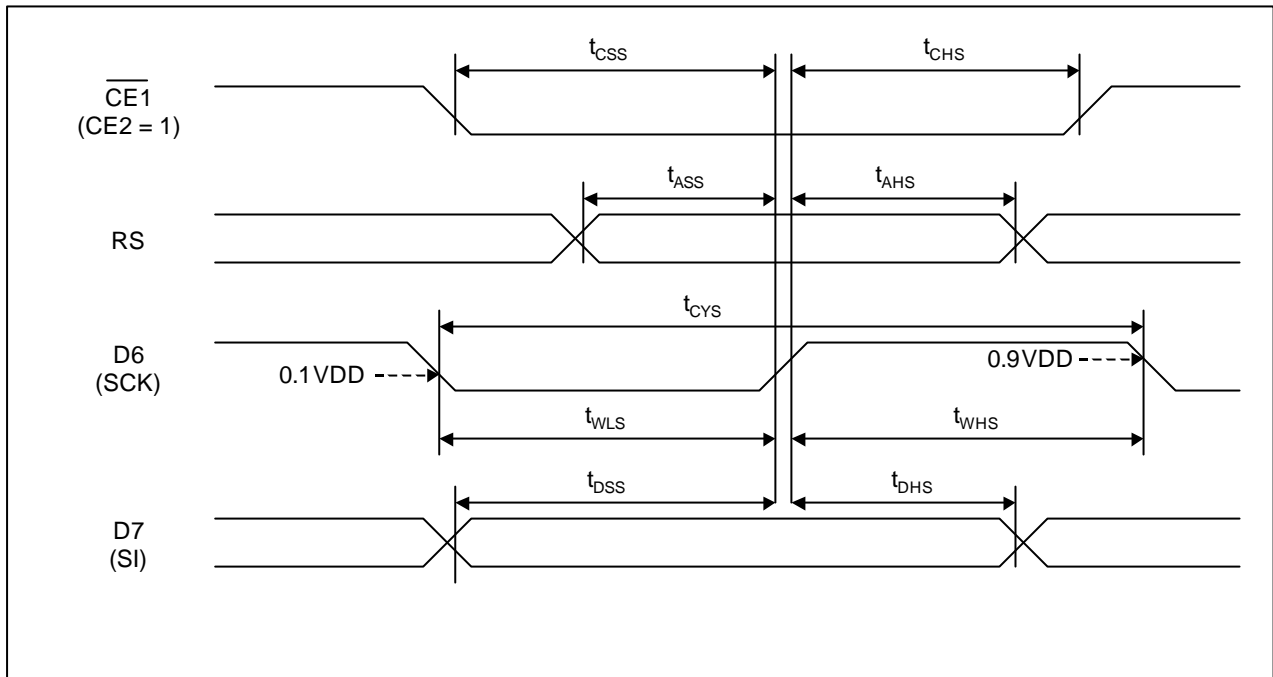 tCSS
tCHS
CE1
(CE2 = 1)
tASS
tAHS
RS
tCYS
D6
(SCK)
0.1VDD
0.9VDD
tWLS
tWHS
tDSS
tDHS
D7
(SI)